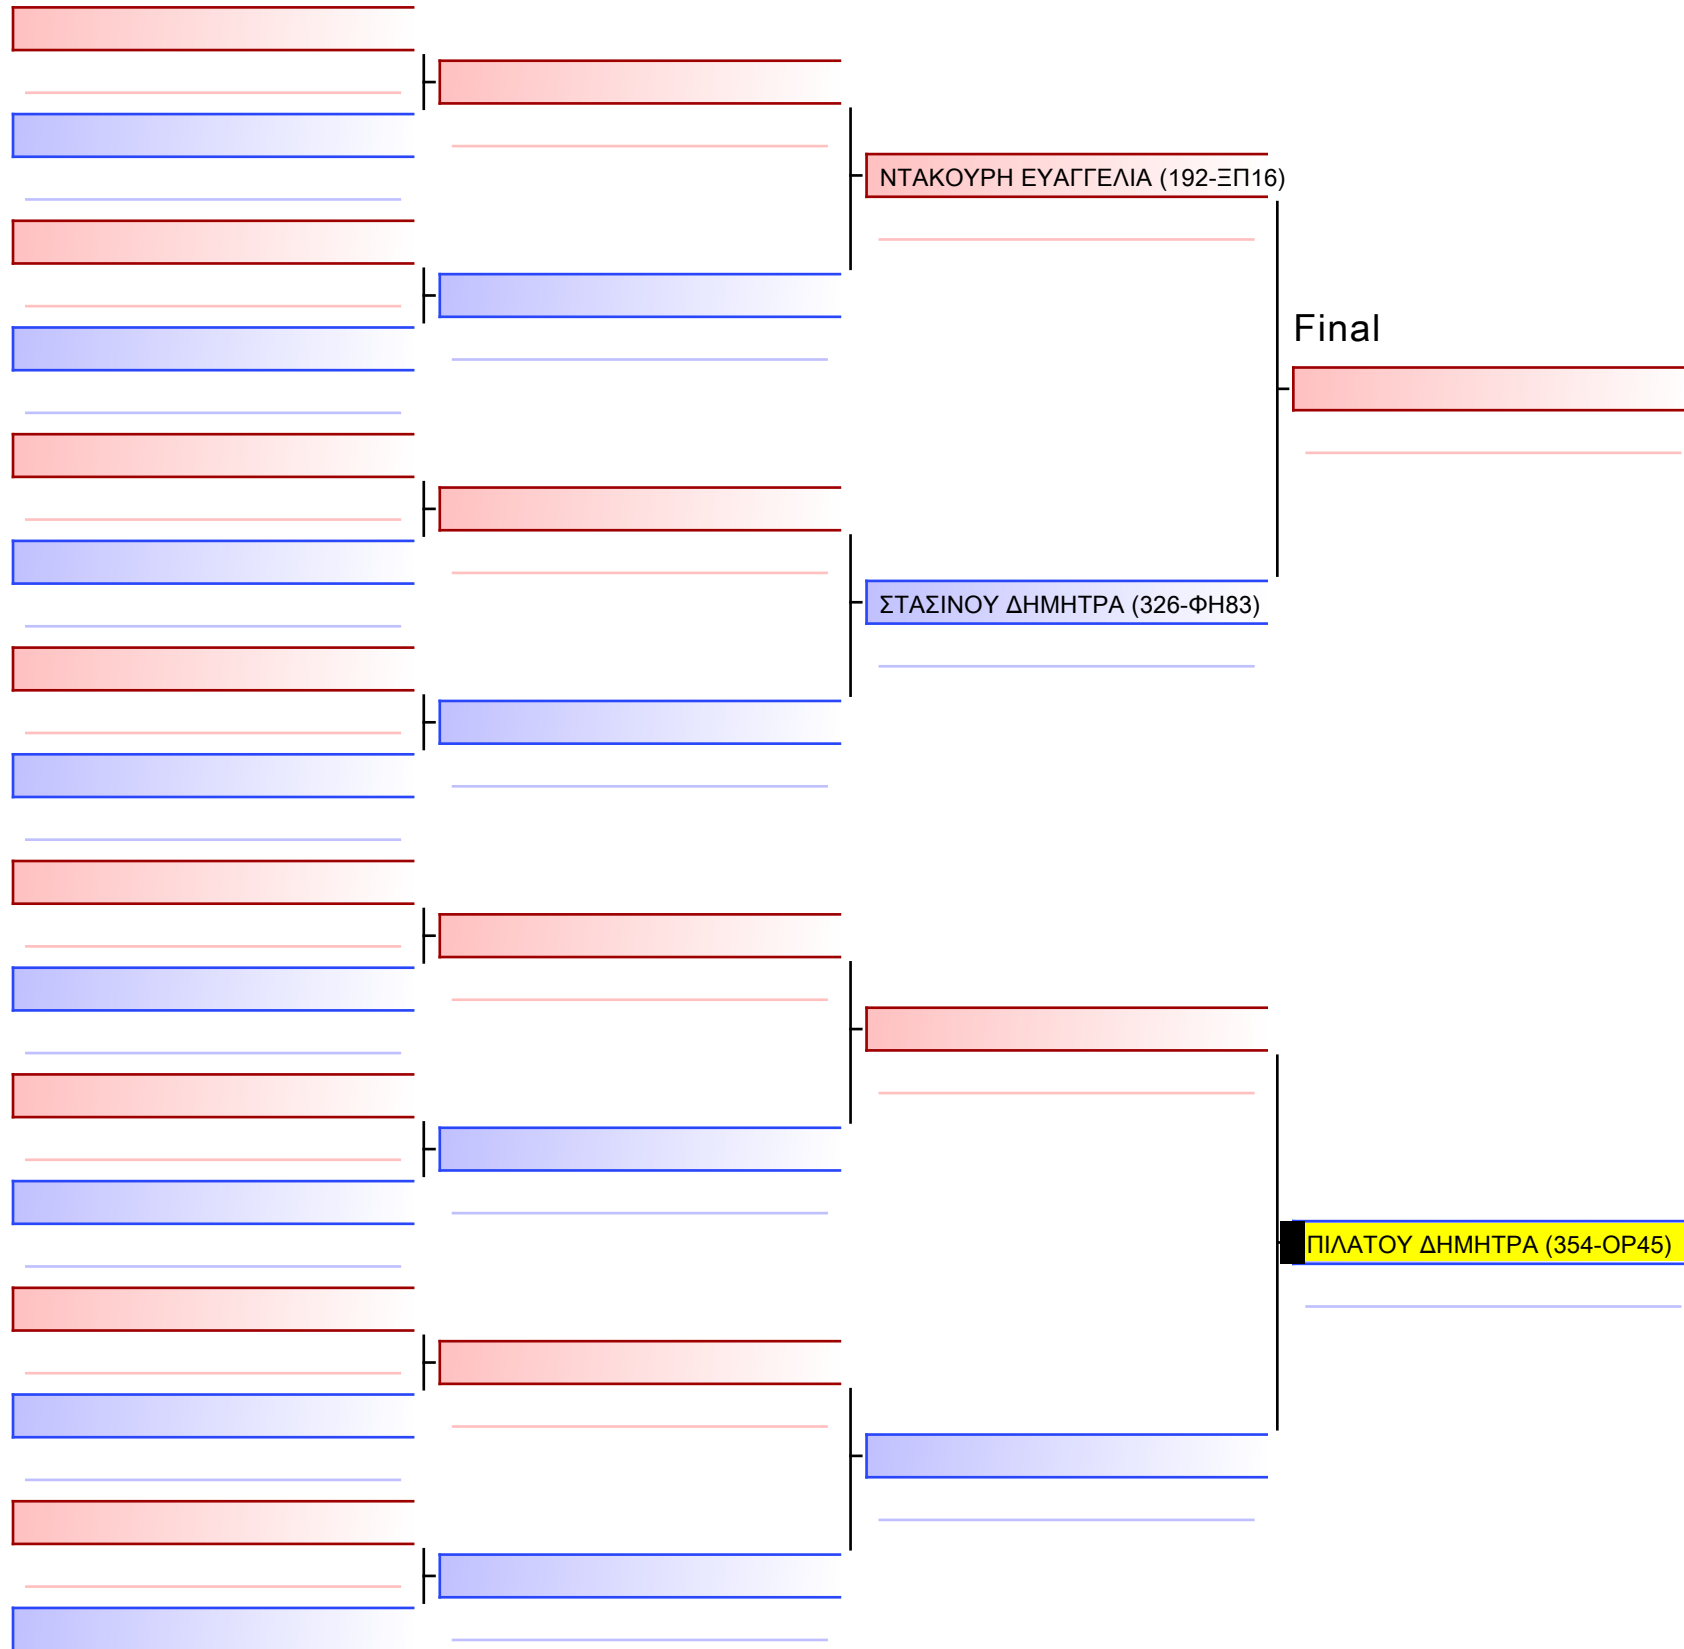 ΝΤΑΚΟΥΡΗ ΕΥΑΓΓΕΛΙΑ (192-ΞΠ16)
Final
ΣΤΑΣΙΝΟΥ ΔΗΜΗΤΡΑ (326-ΦΗ83)
ΠΙΛΑΤΟΥ ΔΗΜΗΤΡΑ (354-ΟΡ45)